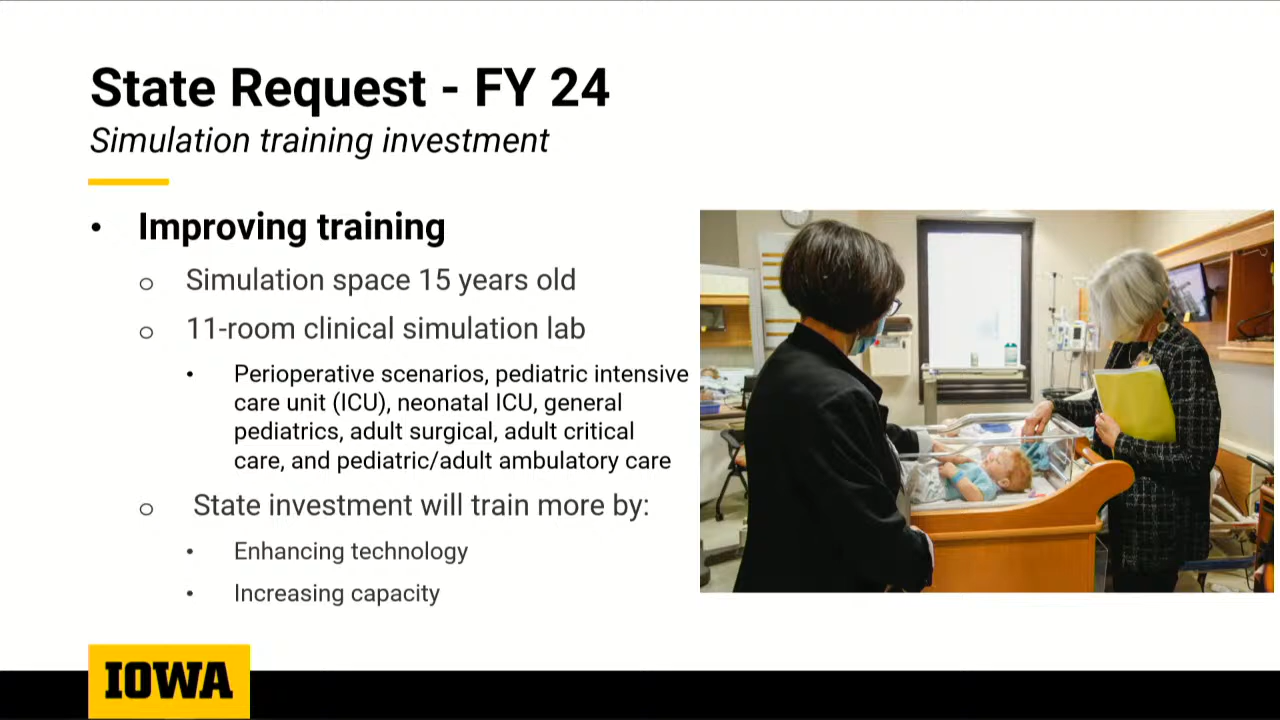 State Request - FY 24
Simulation training investment
• Improving training
o Simulation space 15 years old
o 11-room clinical simulation lab
• Perioperative scenarios, pediatric intensive
care unit (ICU), neonatal ICU, general
pediatrics, adult surgical, adult critical
care, and pediatric/adult ambulatory care
o State investment will train more by:
• Enhancing technology
• Increasing capacity
IOWA